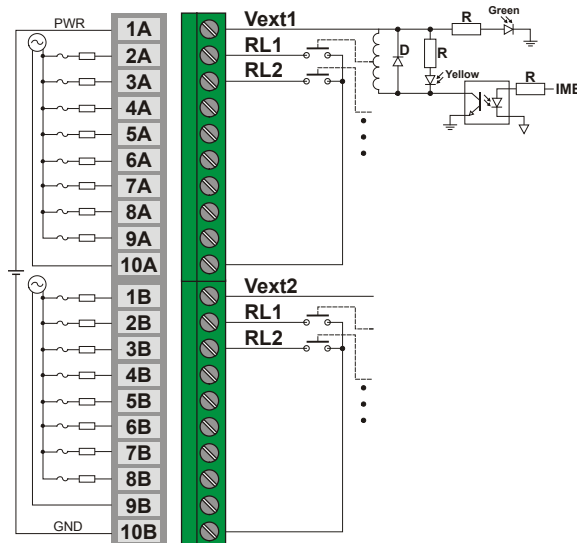 PWR
1A
2A
3A
4A
5A
6A
7A
8A
9A
10A
1B
2B
3B
4B
5B
6B
7B
8B
9B
10B
GND
Vext1
RL1
RL2
Vext2
RL1
RL2
D
R
Yellow
R
Green
R
IME